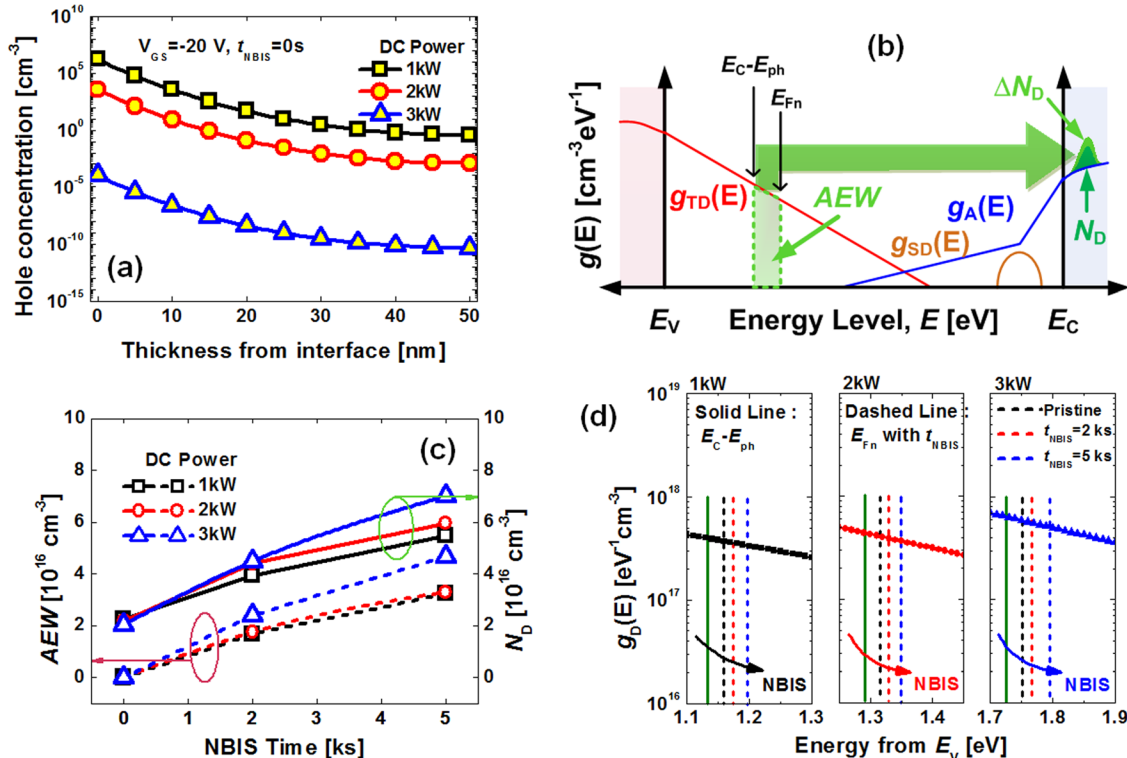 10^10
10^5
10^0
10^-5
10^-10
10^-15
Hole concentration [cm^-3]
V_GS=-20 V, t_NBIS=0s
DC Power
1kW
2kW
3kW
(a)
0 10 20 30 40 50
Thickness from interface [nm]
(b)
g(E) [cm^-3eV^-1]
E_C-E_ph
E_Fn
ΔN_D
g_TD(E)
AEW
g_A(E)
g_SD(E)
N_D
E_V
Energy Level, E [eV]
E_C
(c)
AEW [10^16 cm^-3]
10
8
6
4
2
0
DC Power
1kW
2kW
3kW
10
8
6
4
2
0
N_D [10^16 cm^-3]
0 2 4 5
NBIS Time [ks]
(d)
1kW
2kW
3kW
g_D(E) [eV^-1cm^-3]
10^19
10^18
10^17
10^16
Solid Line :
E_C-E_ph
Dashed Line :
E_Fn with t_NBIS
Pristine
t_NBIS=2 ks
t_NBIS=5 ks
NBIS
NBIS
NBIS
1.1 1.2 1.3
1.3 1.4
1.7 1.8 1.9
Energy from E_V [eV]